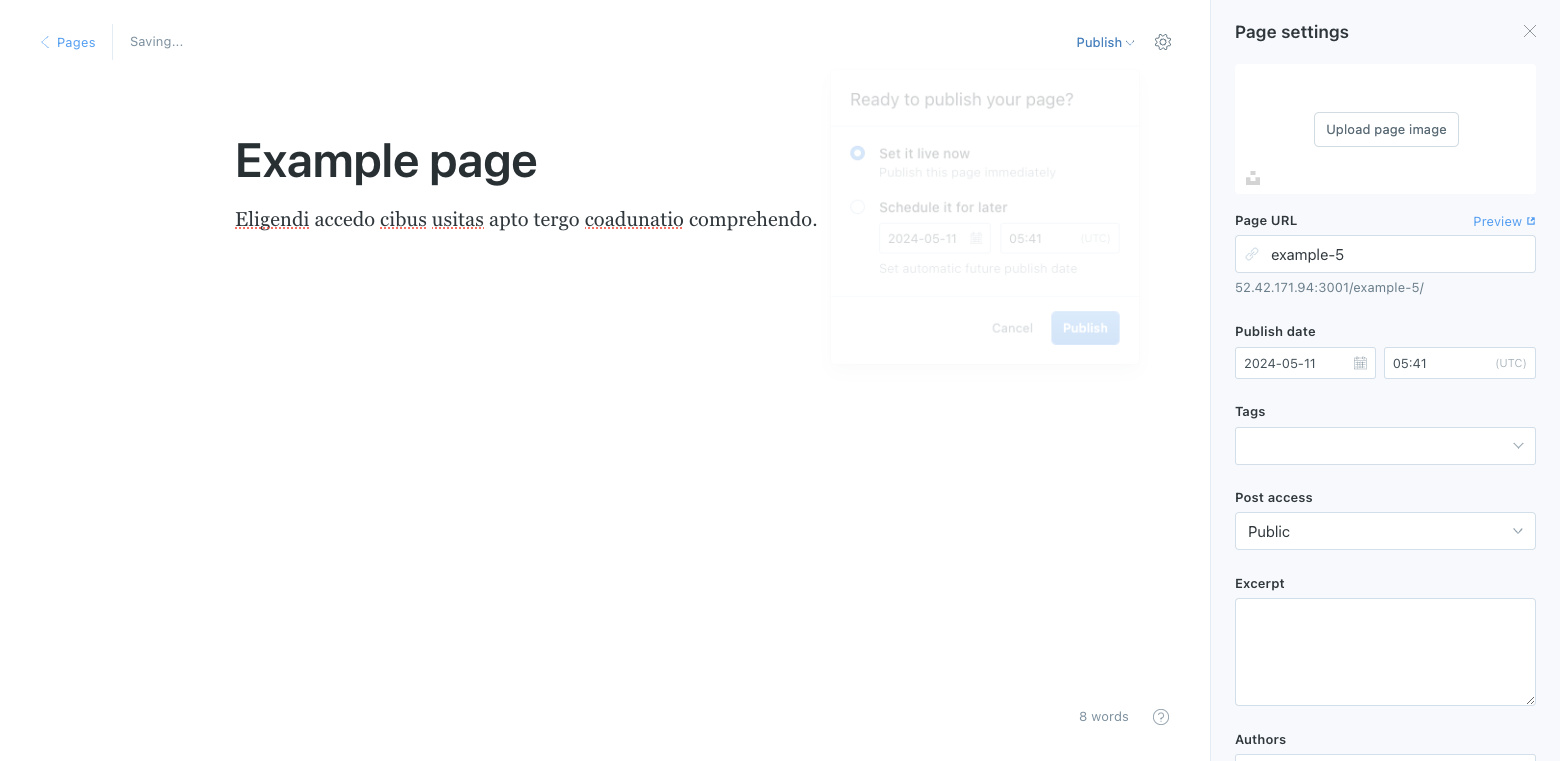 Pages
Saving...
Publish
Example page
Eligendi accedo cibus usitas apto tergo coadunatio comprehendo.
Ready to publish your page?
Set it live now
Publish this page immediately
Schedule it for later
2024-05-11
05:41
(UTC)
Set automatic future publish date
Cancel
Publish
8 words
?
Page settings
Upload page image
Page URL
Preview
example-5
52.42.171.94:3001/example-5/
Publish date
2024-05-11
05:41
(UTC)
Tags
Post access
Public
Excerpt
Authors